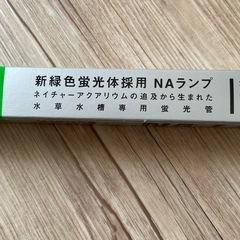 新緑色蛍光体採用 NAランプ
ネイチャーアクアリウムの追及から生まれた
水草水槽専用蛍光管